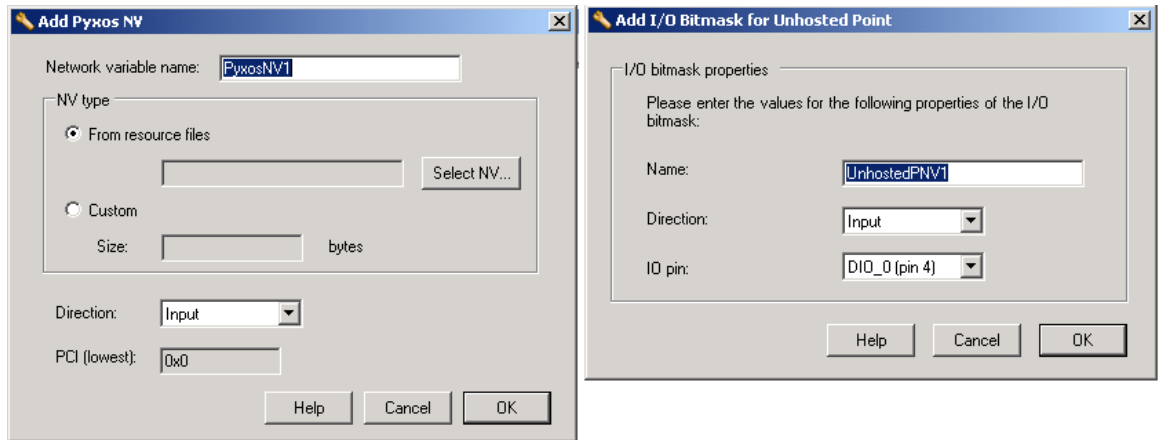 Add Pyxos NV
Network variable name: PyxosNV1
NV type
From resource files
Select NV...
Custom
Size: bytes
Direction: Input
PCI (lowest): 0x0
Help Cancel OK
Add I/O Bitmask for Unhosted Point
I/O bitmask properties
Please enter the values for the following properties of the I/O
bitmask:
Name: UnhostedPNV1
Direction: Input
IO pin: DIO_0 (pin 4)
Help Cancel OK